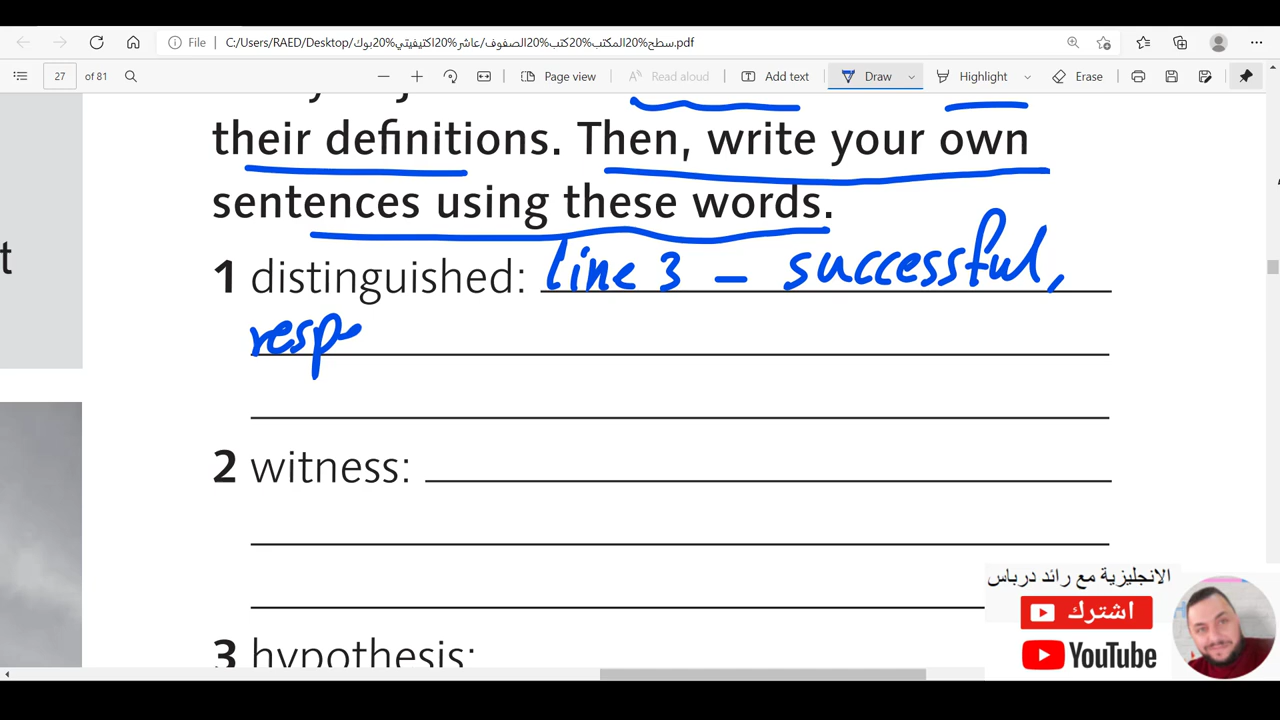 File
C:/Users/RAED/Desktop/سطح%20المكتب%20كتب%20الصفوف/عاشر%20اكتيفيتي%20بوك.pdf
27 of 81
Page view
Read aloud
Add text
Draw
Highlight
Erase
their definitions. Then, write your own
sentences using these words.
t
1 distinguished: line 3 – successful,
respe
2 witness:
3 hypothesis:
الانجليزية مع رائد درباس
اشترك
YouTube